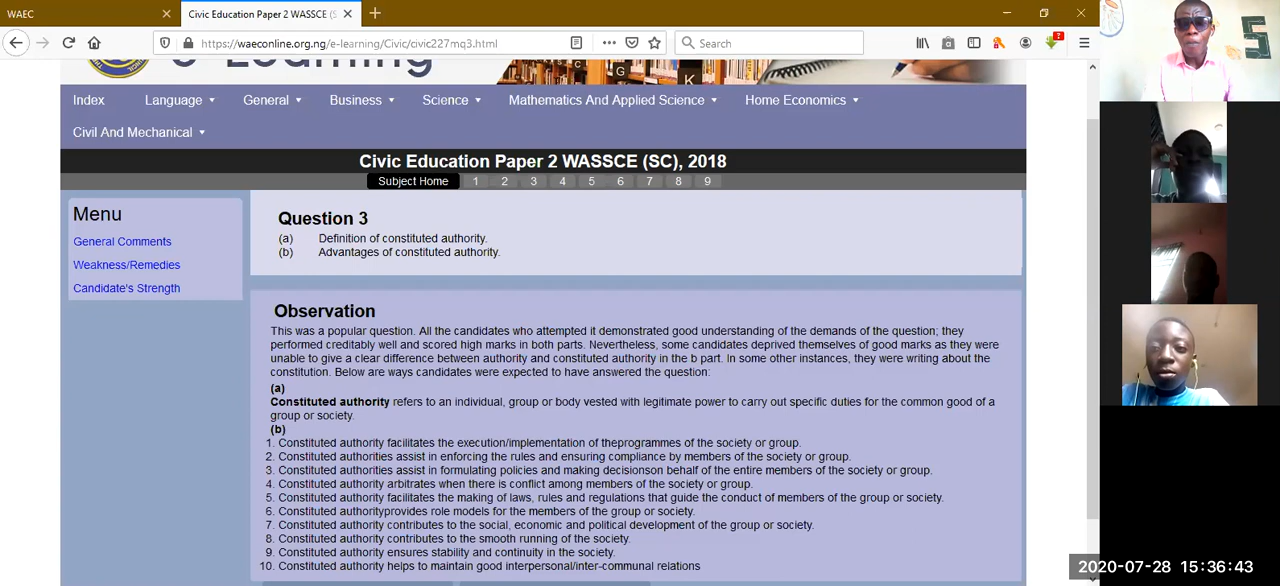 WAEC
Civic Education Paper 2 WASSCE (S
https://waeconline.org.ng/e-learning/Civic/civic227mq3.html
Search
?
e-Learning
C
G
K
Index
Language
General
Business
Science
Mathematics And Applied Science
Home Economics
Civil And Mechanical
Civic Education Paper 2 WASSCE (SC), 2018
Subject Home 1 2 3 4 5 6 7 8 9
Menu
General Comments
Weakness/Remedies
Candidate's Strength
Question 3
(a) Definition of constituted authority.
(b) Advantages of constituted authority.
Observation
This was a popular question. All the candidates who attempted it demonstrated good understanding of the demands of the question; they
performed creditably well and scored high marks in both parts. Nevertheless, some candidates deprived themselves of good marks as they were
unable to give a clear difference between authority and constituted authority in the b part. In some other instances, they were writing about the
constitution. Below are ways candidates were expected to have answered the question:
(a)
Constituted authority refers to an individual, group or body vested with legitimate power to carry out specific duties for the common good of a
group or society.
(b)
1. Constituted authority facilitates the execution/implementation of theprogrammes of the society or group.
2. Constituted authorities assist in enforcing the rules and ensuring compliance by members of the society or group.
3. Constituted authorities assist in formulating policies and making decisionson behalf of the entire members of the society or group.
4. Constituted authority arbitrates when there is conflict among members of the society or group.
5. Constituted authority facilitates the making of laws, rules and regulations that guide the conduct of members of the group or society.
6. Constituted authorityprovides role models for the members of the group or society.
7. Constituted authority contributes to the social, economic and political development of the group or society.
8. Constituted authority contributes to the smooth running of the society.
9. Constituted authority ensures stability and continuity in the society.
10. Constituted authority helps to maintain good interpersonal/inter-communal relations
2020-07-28 15:36:43